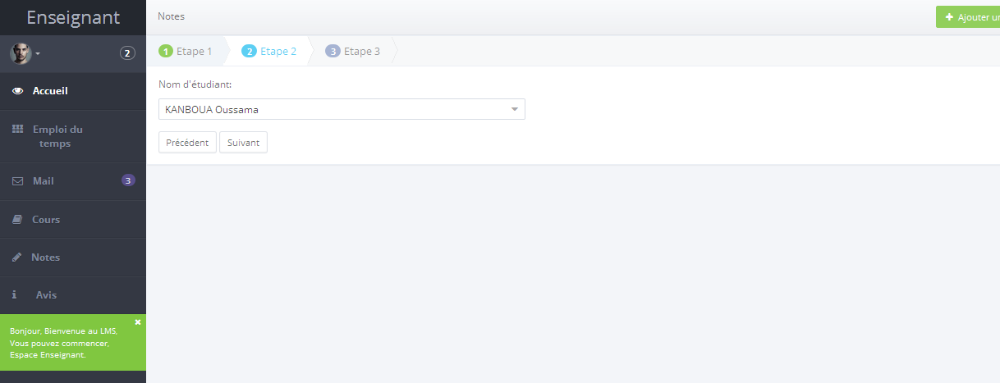 Enseignant
Notes
Ajouter un
2
1 Etape 1
2 Etape 2
3 Etape 3
Accueil
Nom d'étudiant:
KANBOUA Oussama
Emploi du
temps
Précédent
Suivant
Mail
3
Cours
Notes
Avis
Bonjour, Bienvenue au LMS,
Vous pouvez commencer,
Espace Enseignant.